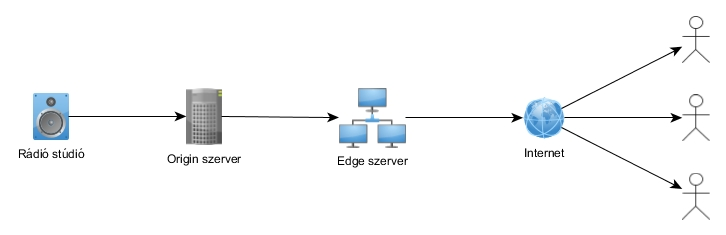 Rádió stúdió
Origin szerver
Edge szerver
Internet